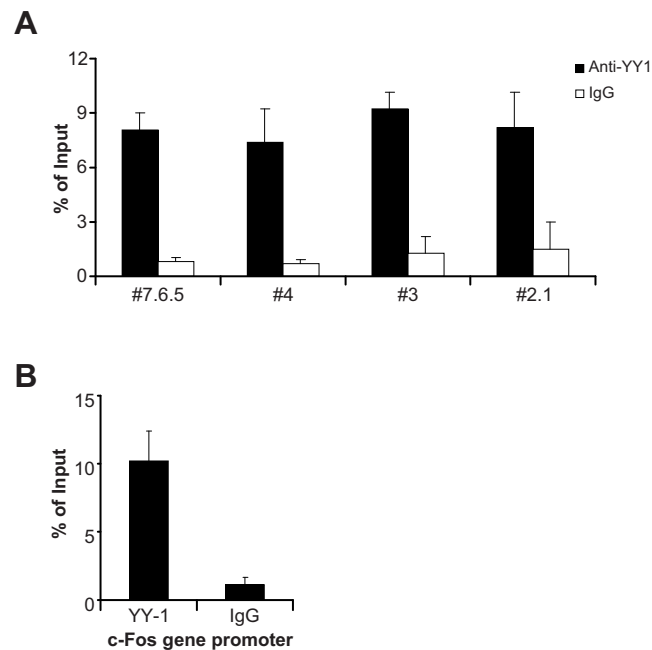 A
12
9
6
3
0
% of Input
Anti-YY1
IgG
#7.6.5 #4 #3 #2.1
B
15
10
5
0
% of Input
YY-1 IgG
c-Fos gene promoter